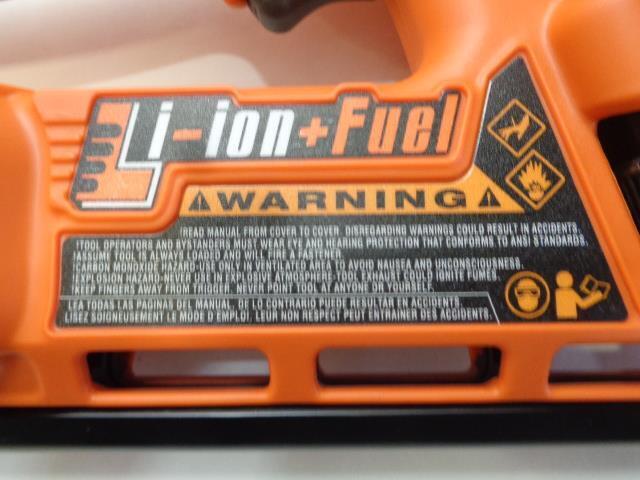 Li-ion+Fuel
WARNING
READ MANUAL FROM COVER TO COVER. DISREGARDING WARNINGS COULD RESULT IN ACCIDENTS.
TOOL OPERATORS AND BYSTANDERS MUST WEAR EYE AND HEARING PROTECTION THAT CONFORMS TO ANSI STANDARDS.
ASSUME TOOL IS ALWAYS LOADED AND WILL FIRE A FASTENER.
CARBON MONOXIDE HAZARD-USE ONLY IN VENTILATED AREA TO AVOID NAUSEA AND UNCONSCIOUSNESS.
TOOL COULD IGNITE FUMES.
KEEP FINGERS AWAY FROM TRIGGER. NEVER POINT TOOL AT ANYONE OR YOURSELF.
TODAS LAS PAGINAS DEL MANUAL. DE LO CONTRARIO PUEDE RESULTAR EN ACCIDENTES.
LISEZ SOIGNEUSEMENT LE MODE D'EMPLOI. LEUR NON RESPECT PEUT ENTRAINER DES ACCIDENTS.